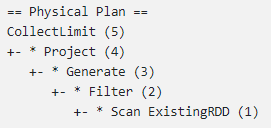 == Physical Plan ==
CollectLimit (5)
+- * Project (4)
   +- * Generate (3)
      +- * Filter (2)
         +- * Scan ExistingRDD (1)